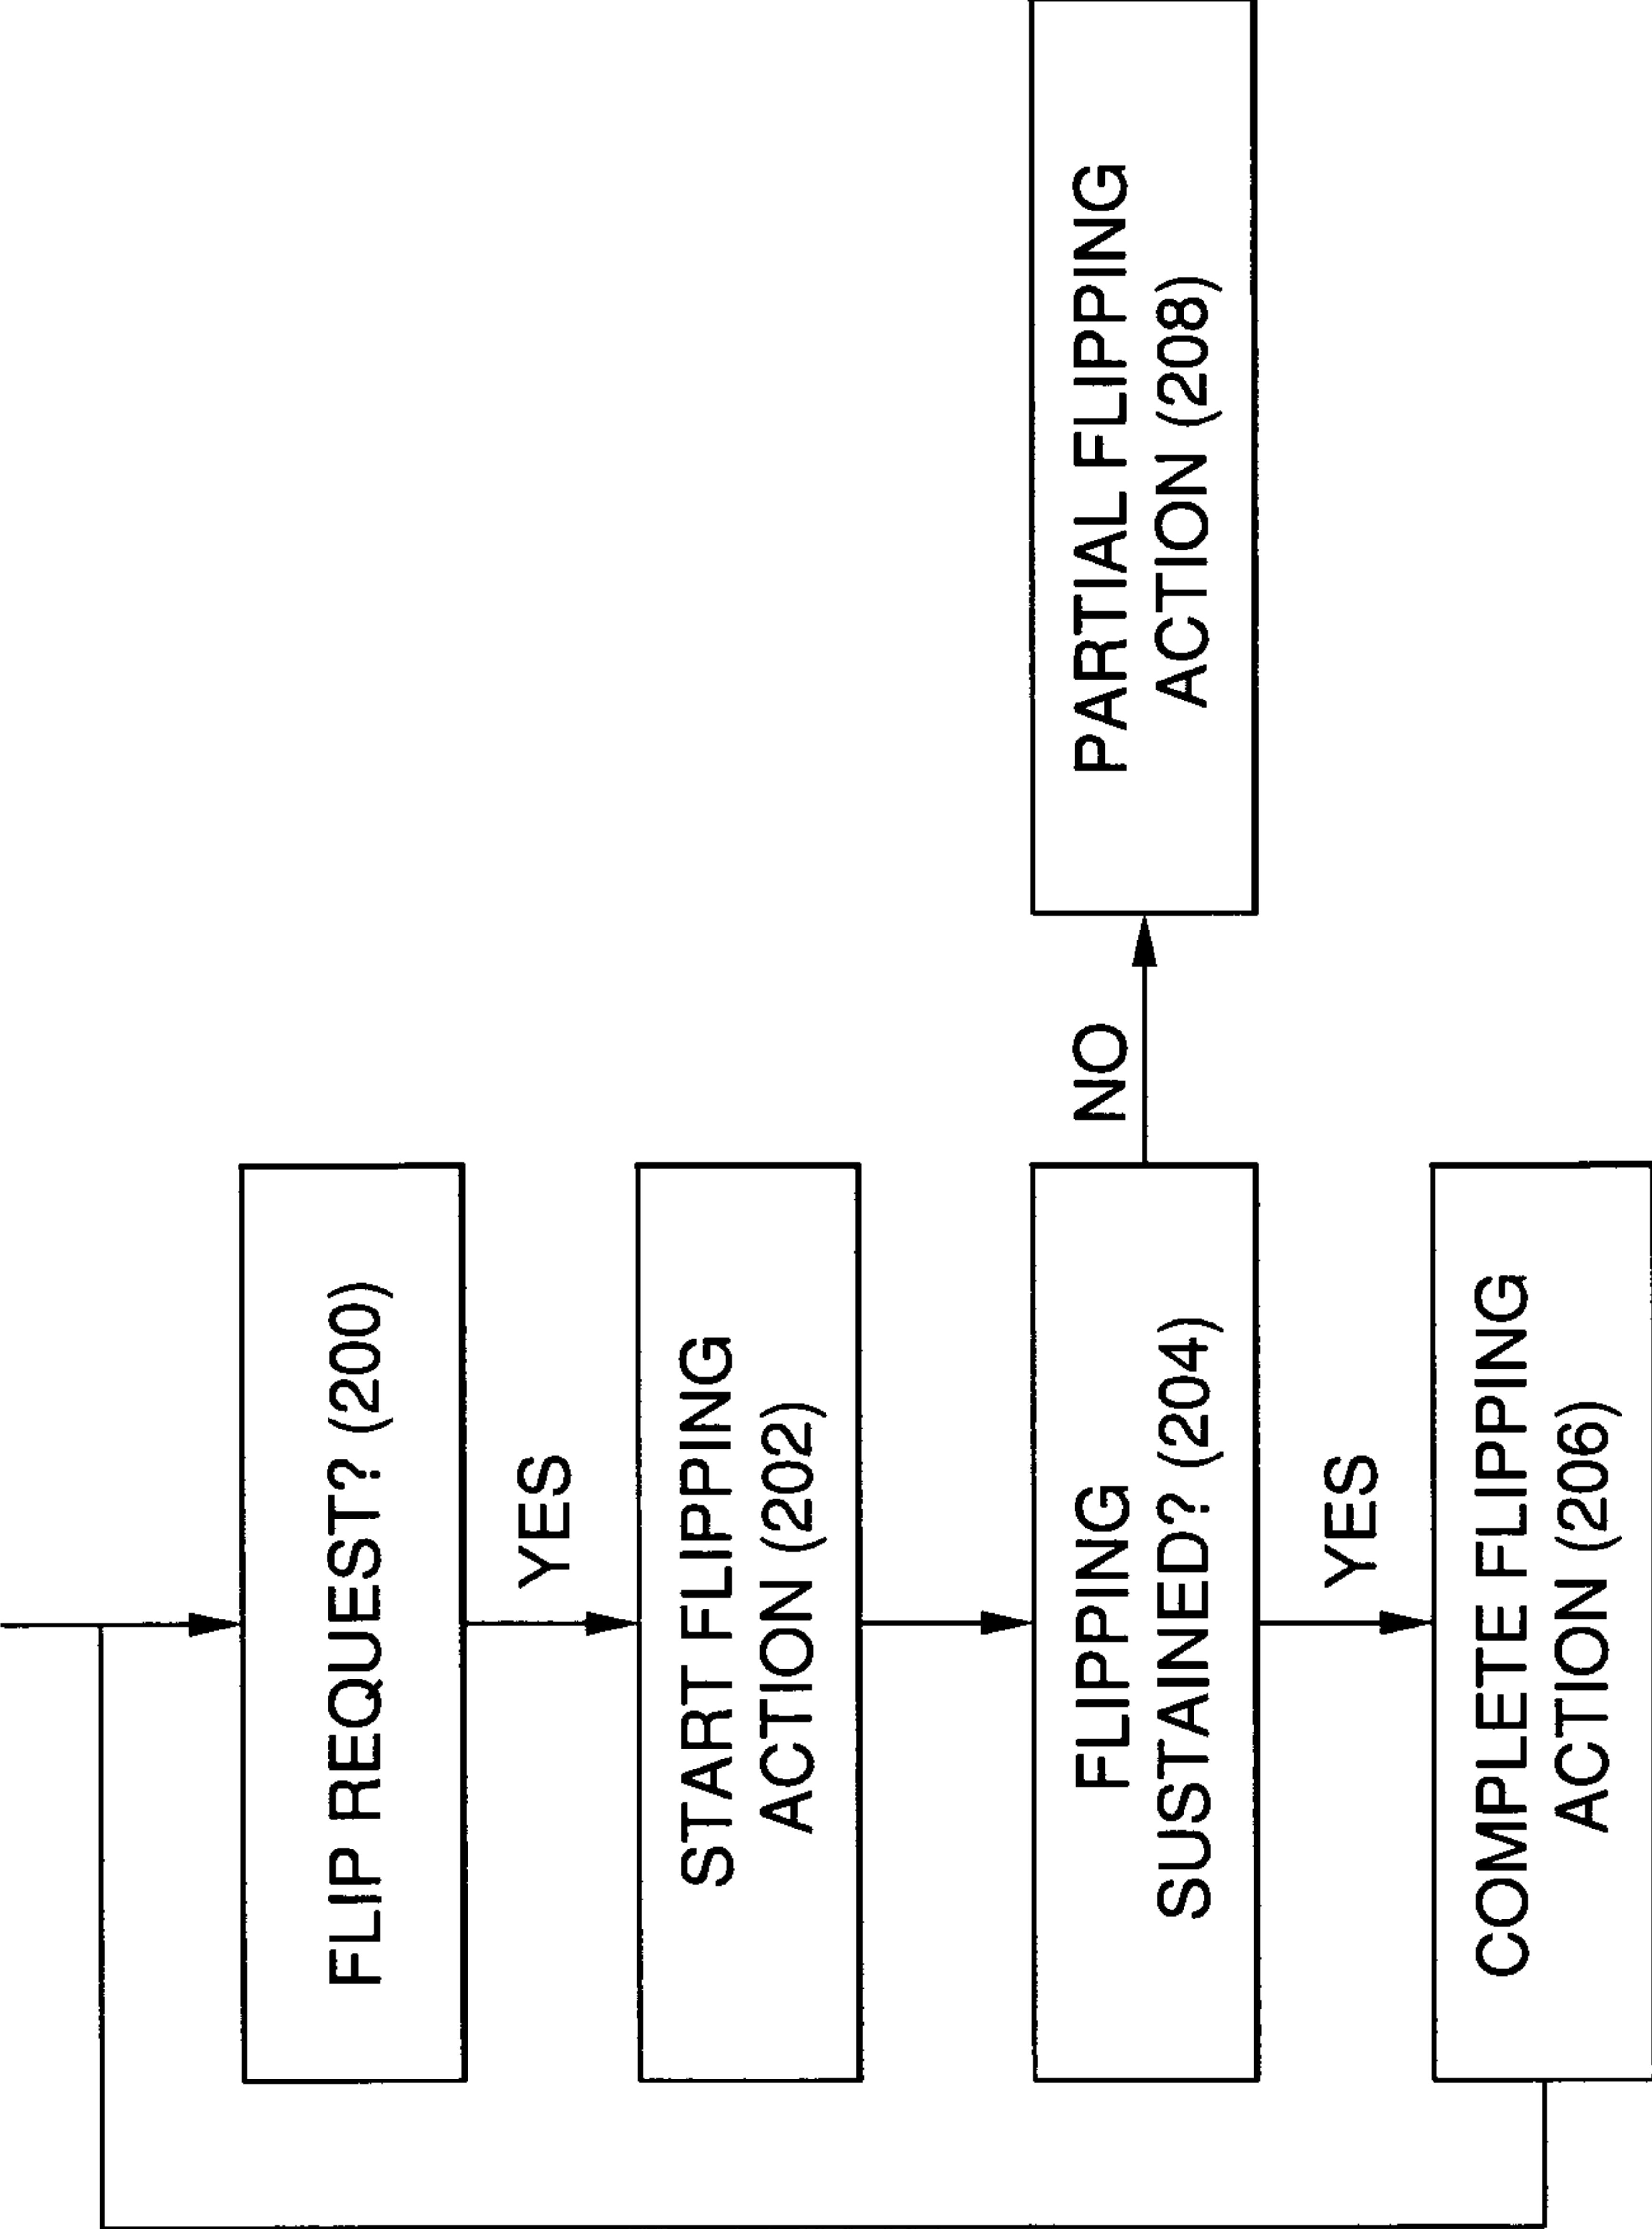 FLIP REQUEST? (200)
YES
START FLIPPING
ACTION (202)
FLIPPING
SUSTAINED? (204)
NO
PARTIAL FLIPPING
ACTION (208)
YES
COMPLETE FLIPPING
ACTION (206)